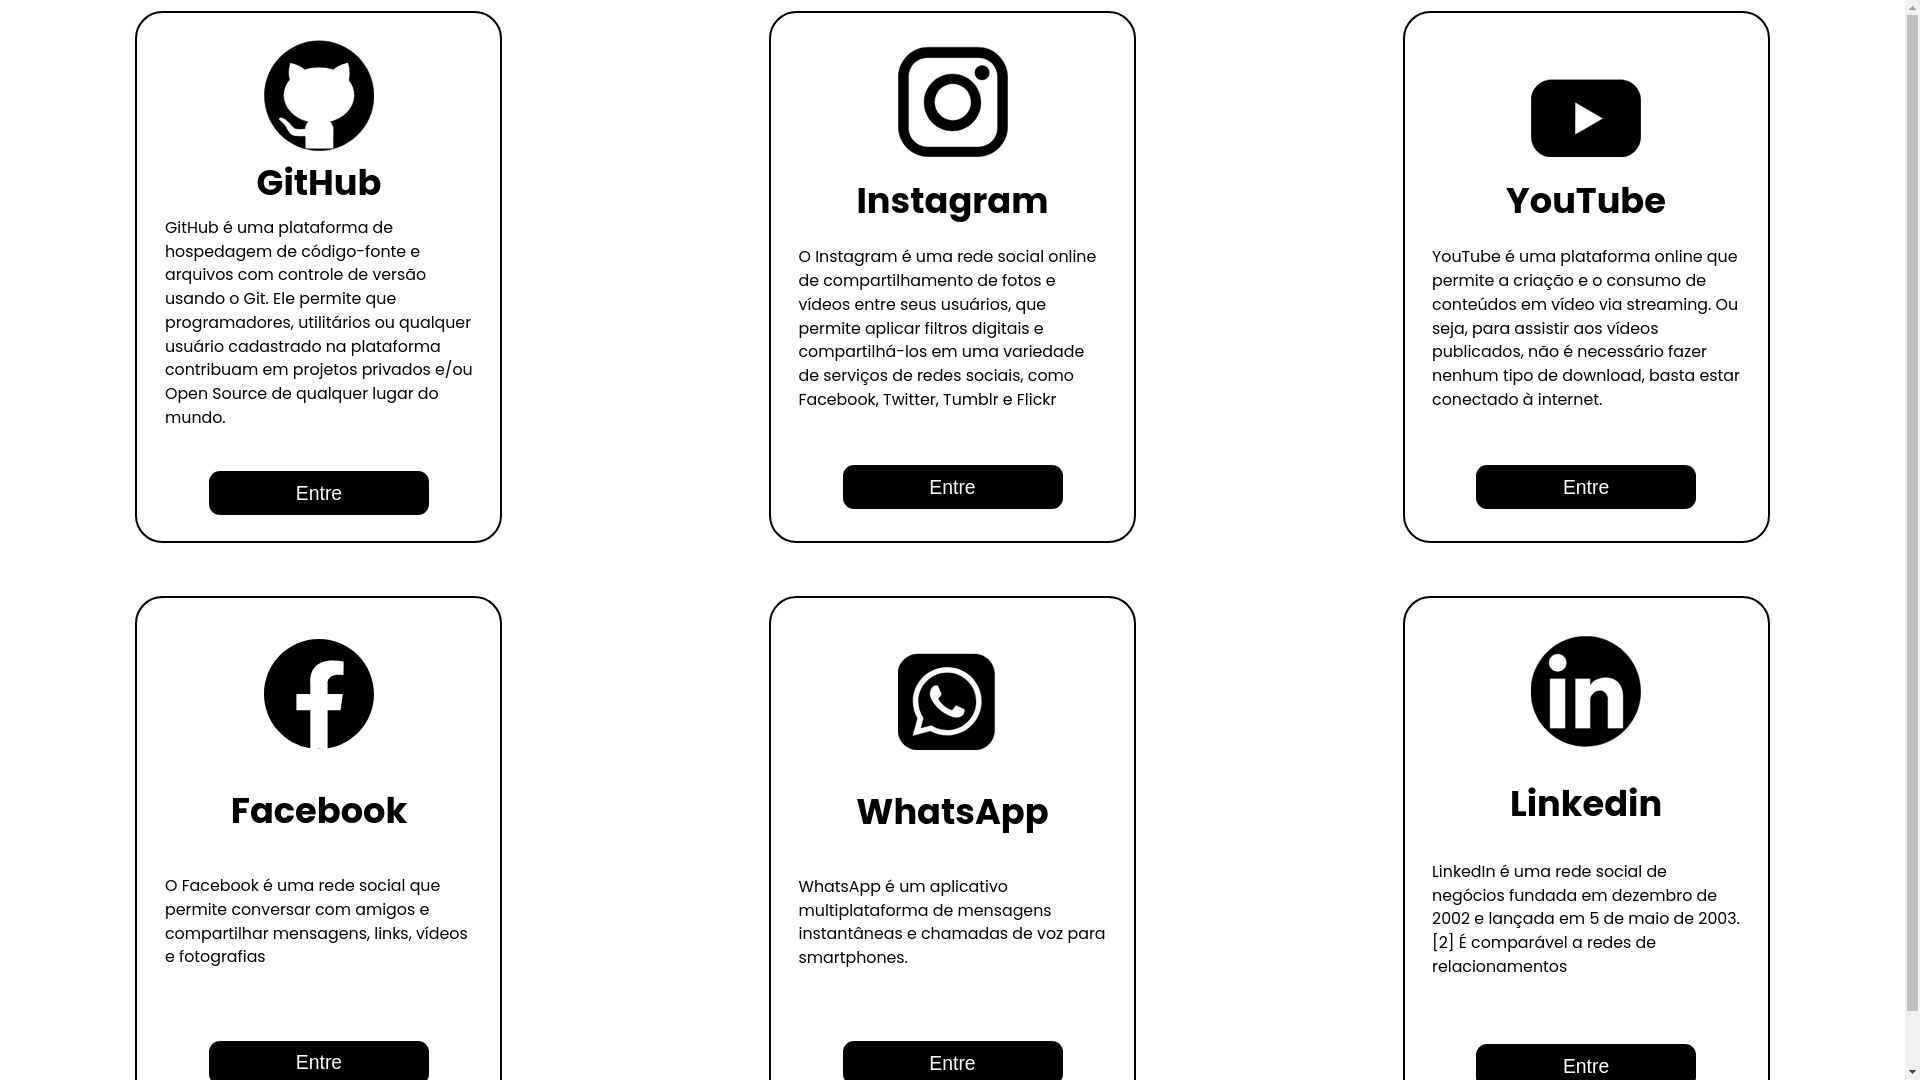 GitHub
GitHub é uma plataforma de
hospedagem de código-fonte e
arquivos com controle de versão
usando o Git. Ele permite que
programadores, utilitários ou qualquer
usuário cadastrado na plataforma
contribuam em projetos privados e/ou
Open Source de qualquer lugar do
mundo.
Entre
Instagram
O Instagram é uma rede social online
de compartilhamento de fotos e
vídeos entre seus usuários, que
permite aplicar filtros digitais e
compartilhá-los em uma variedade
de serviços de redes sociais, como
Facebook, Twitter, Tumblr e Flickr
Entre
YouTube
YouTube é uma plataforma online que
permite a criação e o consumo de
conteúdos em vídeo via streaming. Ou
seja, para assistir aos vídeos
publicados, não é necessário fazer
nenhum tipo de download, basta estar
conectado à internet.
Entre
Facebook
O Facebook é uma rede social que
permite conversar com amigos e
compartilhar mensagens, links, vídeos
e fotografias
Entre
WhatsApp
WhatsApp é um aplicativo
multiplataforma de mensagens
instantâneas e chamadas de voz para
smartphones.
Entre
in
Linkedin
LinkedIn é uma rede social de
negócios fundada em dezembro de
2002 e lançada em 5 de maio de 2003.
[2] É comparável a redes de
relacionamentos
Entre